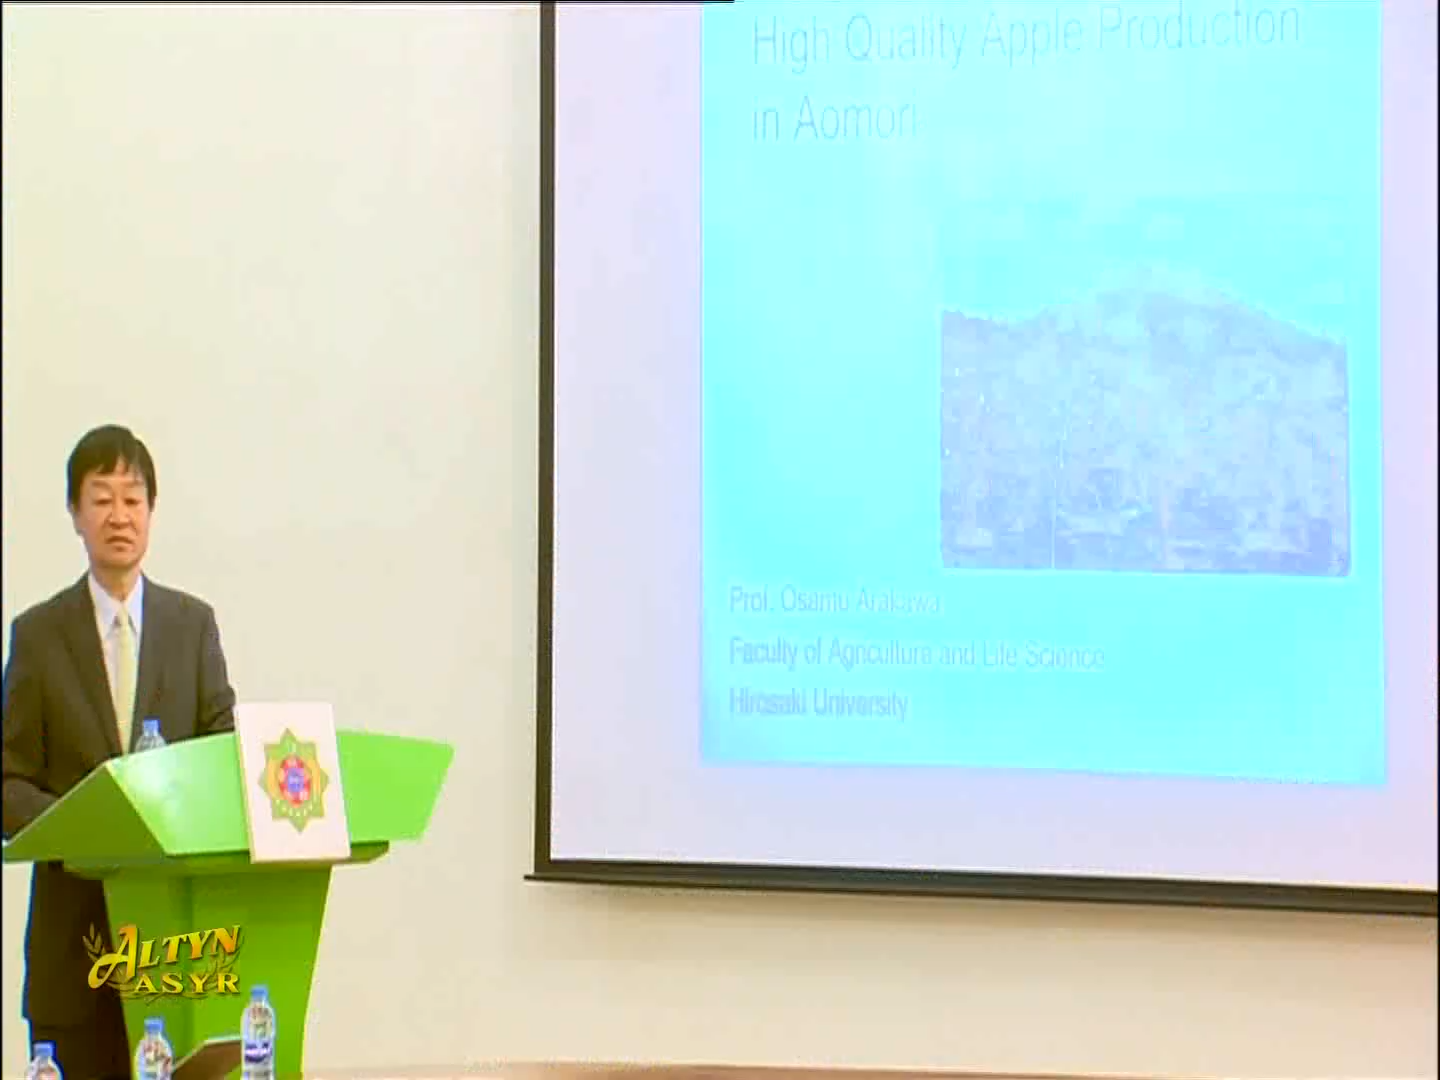 High Quality Apple Production
in Aomori
Prof. Osamu Arakawa
Faculty of Agriculture and Life Science
Hirosaki University
ALTYN
ASYR